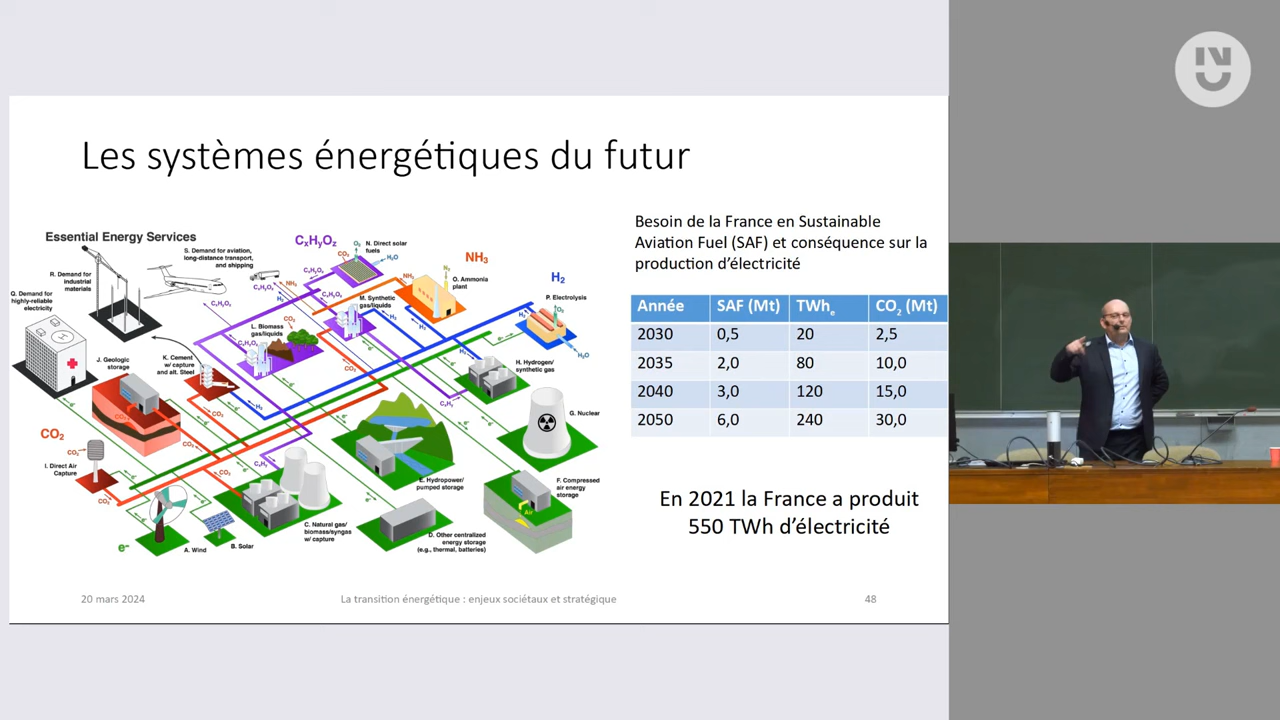 Les systèmes énergétiques du futur
Essential Energy Services
S. Demand for aviation,
long-distance transport,
and shipping
R. Demand for
industrial
materials
Q. Demand for
highly-reliable
electricity
CxHyOz
O₂
N. Direct solar
fuels
CO₂
H₂O
NH₃
N₂
O. Ammonia
plant
H₂
P. Electrolysis
M. Synthetic
gas/liquids
L. Biomass
gas/liquids
J. Geologic
storage
K. Cement
w/ capture
and alt. Steel
H. Hydrogen/
synthetic gas
G. Nuclear
CO₂
I. Direct Air
Capture
E. Hydropower/
pumped storage
F. Compressed
air energy
storage
Air
C. Natural gas/
biomass/syngas
w/ capture
D. Other centralized
energy storage
(e.g., thermal, batteries)
e-
A. Wind
B. Solar
Besoin de la France en Sustainable
Aviation Fuel (SAF) et conséquence sur la
production d'électricité
Année SAF (Mt) TWhe CO₂ (Mt)
2030 0,5 20 2,5
2035 2,0 80 10,0
2040 3,0 120 15,0
2050 6,0 240 30,0
En 2021 la France a produit
550 TWh d'électricité
20 mars 2024
La transition énergétique : enjeux sociétaux et stratégique
48